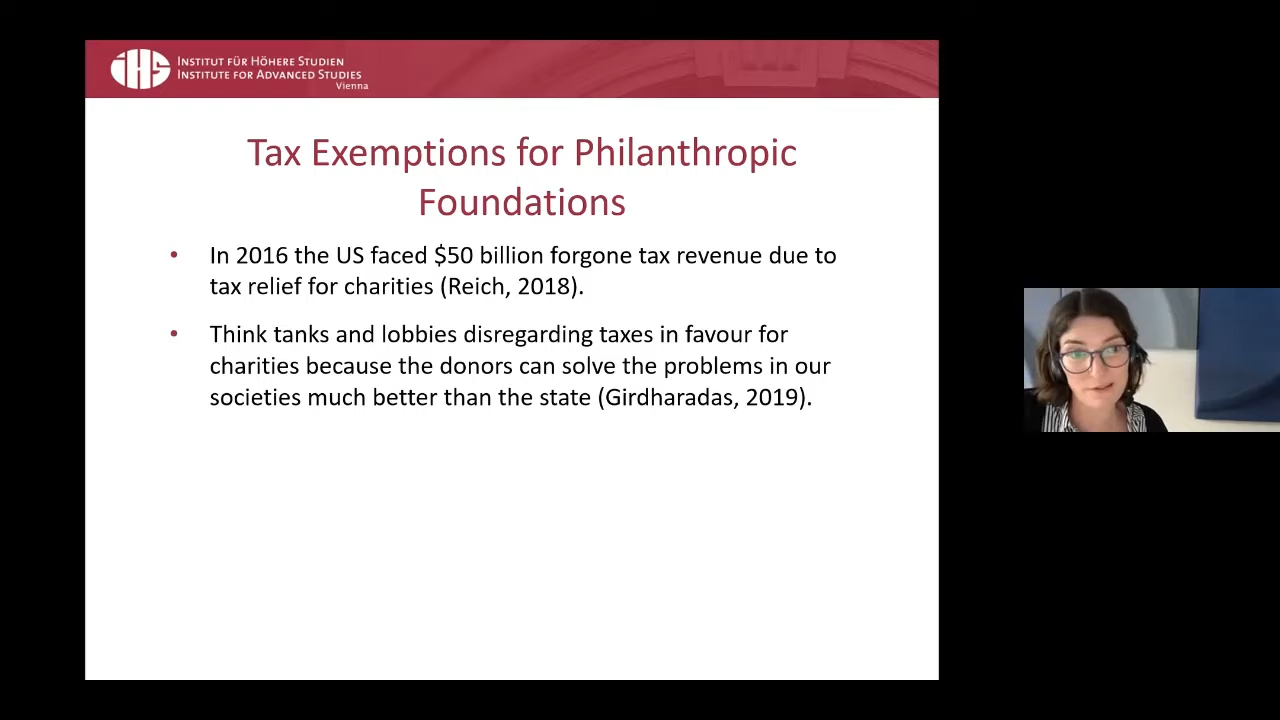 iHS
INSTITUT FÜR HÖHERE STUDIEN
INSTITUTE FOR ADVANCED STUDIES
Vienna
Tax Exemptions for Philanthropic
Foundations
• In 2016 the US faced $50 billion forgone tax revenue due to
tax relief for charities (Reich, 2018).
• Think tanks and lobbies disregarding taxes in favour for
charities because the donors can solve the problems in our
societies much better than the state (Girdharadas, 2019).